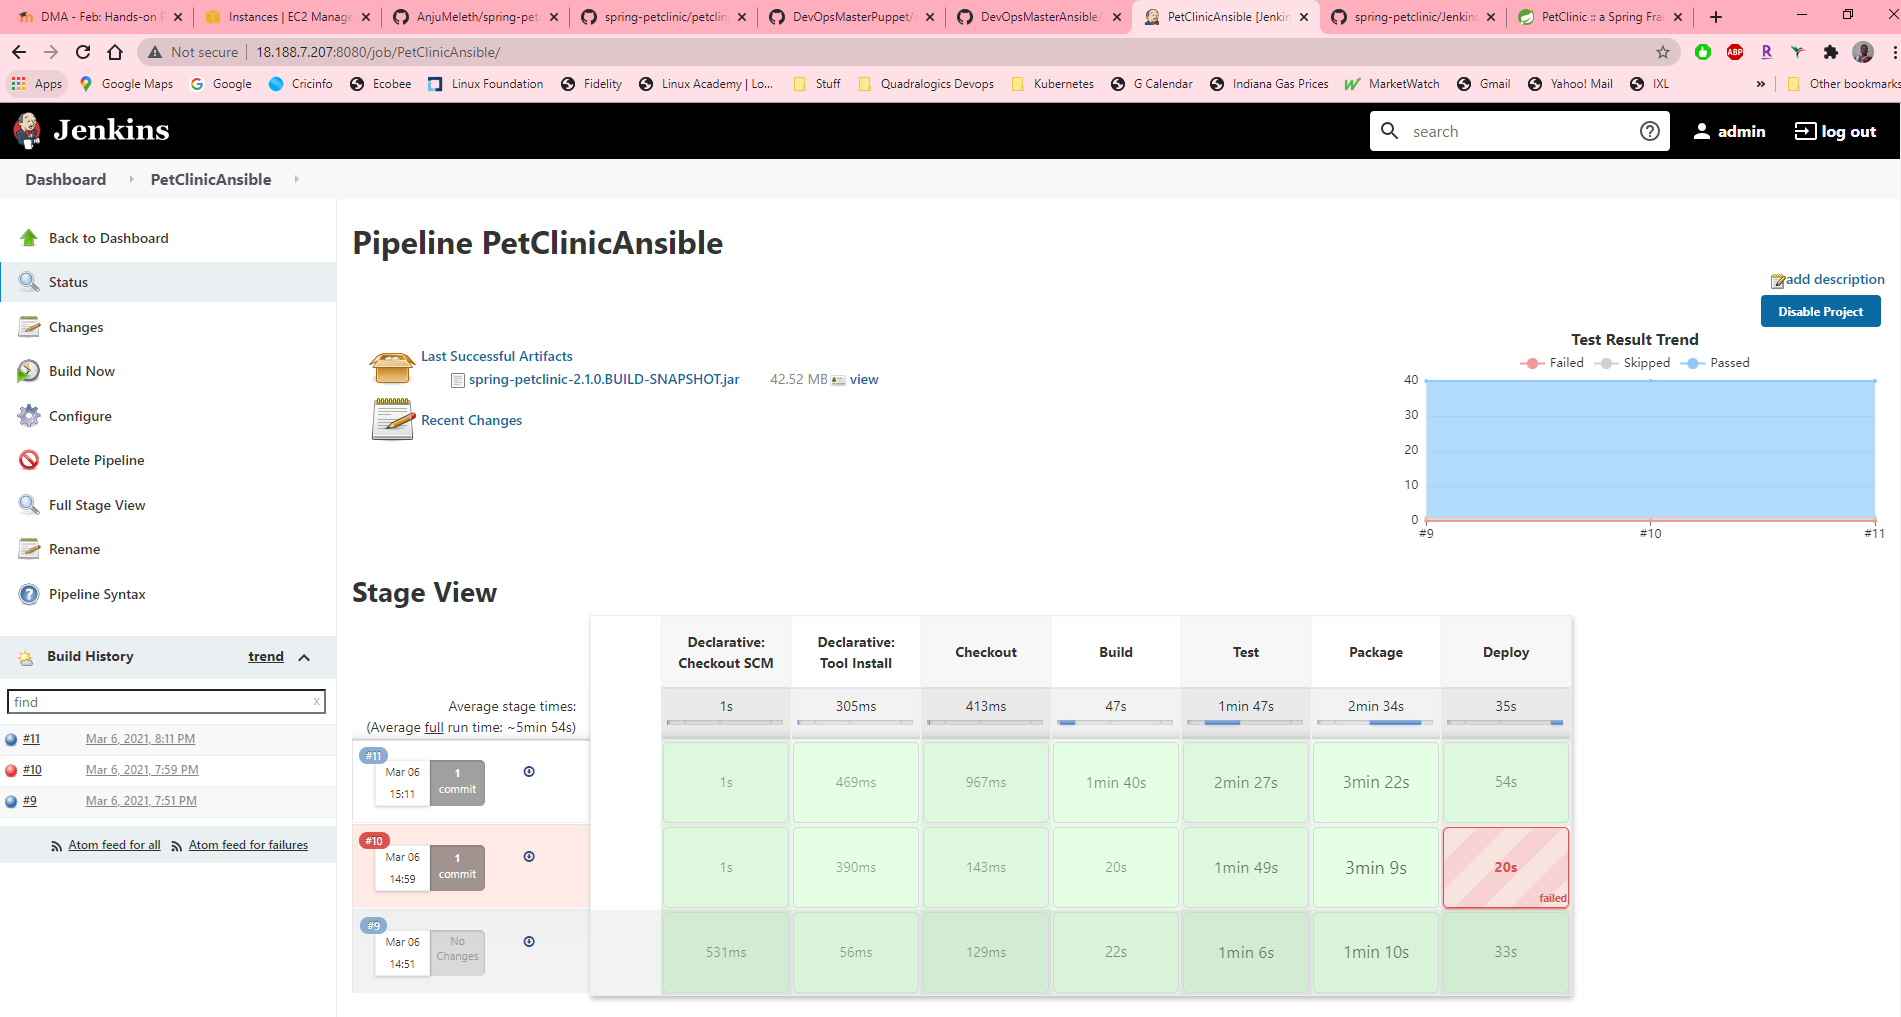 DMA - Feb: Hands-on
Instances | EC2 Manage
AnjuMeleth/spring-pet
spring-petclinic/petclini
DevOpsMasterPuppet/
DevOpsMasterAnsible/
PetClinicAnsible [Jenkin
spring-petclinic/Jenkin
PetClinic :: a Spring Fra
Not secure | 18.188.7.207:8080/job/PetClinicAnsible/
ABP
R
Apps
Google Maps
Google
Cricinfo
Ecobee
Linux Foundation
Fidelity
Linux Academy | Lo...
Stuff
Quadralogics Devops
Kubernetes
G Calendar
Indiana Gas Prices
MarketWatch
Gmail
Yahoo! Mail
IXL
»
Other bookmarks
Jenkins
search
admin
log out
Dashboard
PetClinicAnsible
Back to Dashboard
Status
Changes
Build Now
Configure
Delete Pipeline
Full Stage View
Rename
Pipeline Syntax
Build History
trend
find
x
#11 Mar 6, 2021, 8:11 PM
#10 Mar 6, 2021, 7:59 PM
#9 Mar 6, 2021, 7:51 PM
Atom feed for all
Atom feed for failures
Pipeline PetClinicAnsible
add description
Disable Project
Last Successful Artifacts
spring-petclinic-2.1.0.BUILD-SNAPSHOT.jar 42.52 MB view
Recent Changes
Test Result Trend
Failed Skipped Passed
40
30
20
10
0
#9 #10 #11
Stage View
Declarative: Checkout SCM
Declarative: Tool Install
Checkout
Build
Test
Package
Deploy
Average stage times:
(Average full run time: ~5min 54s)
1s 305ms 413ms 47s 1min 47s 2min 34s 35s
#11
Mar 06
15:11
1
commit
1s 469ms 967ms 1min 40s 2min 27s 3min 22s 54s
#10
Mar 06
14:59
1
commit
1s 390ms 143ms 20s 1min 49s 3min 9s 20s
failed
#9
Mar 06
14:51
No
Changes
531ms 56ms 129ms 22s 1min 6s 1min 10s 33s